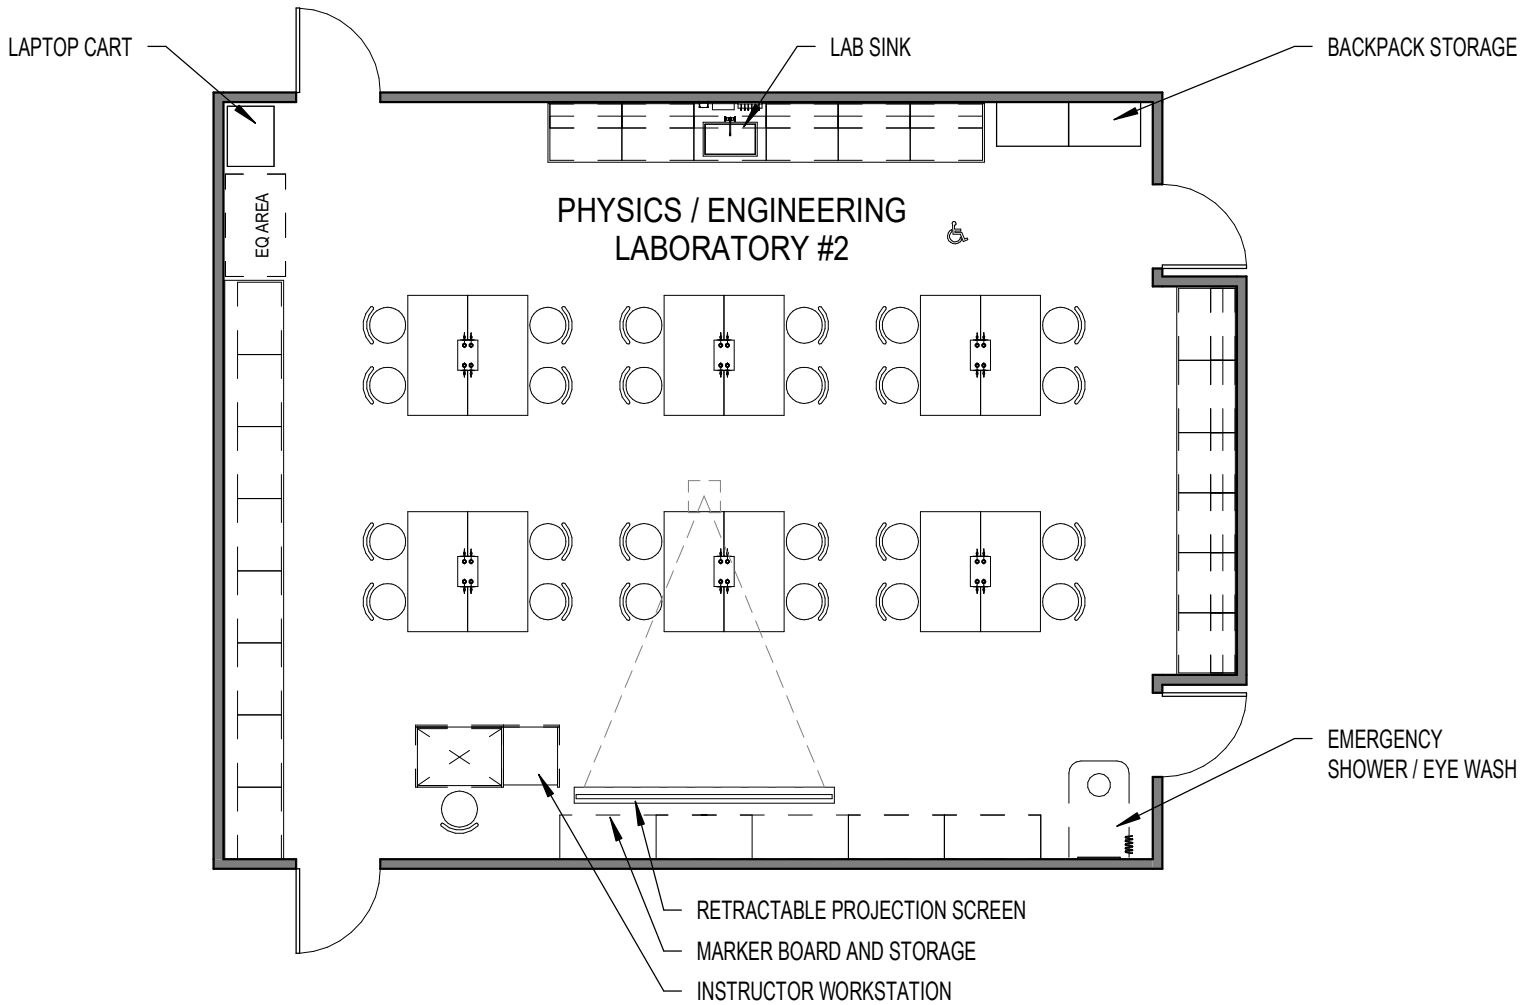 LAPTOP CART
LAB SINK
BACKPACK STORAGE
EQ AREA
PHYSICS / ENGINEERING
LABORATORY #2
EMERGENCY
SHOWER / EYE WASH
RETRACTABLE PROJECTION SCREEN
MARKER BOARD AND STORAGE
INSTRUCTOR WORKSTATION